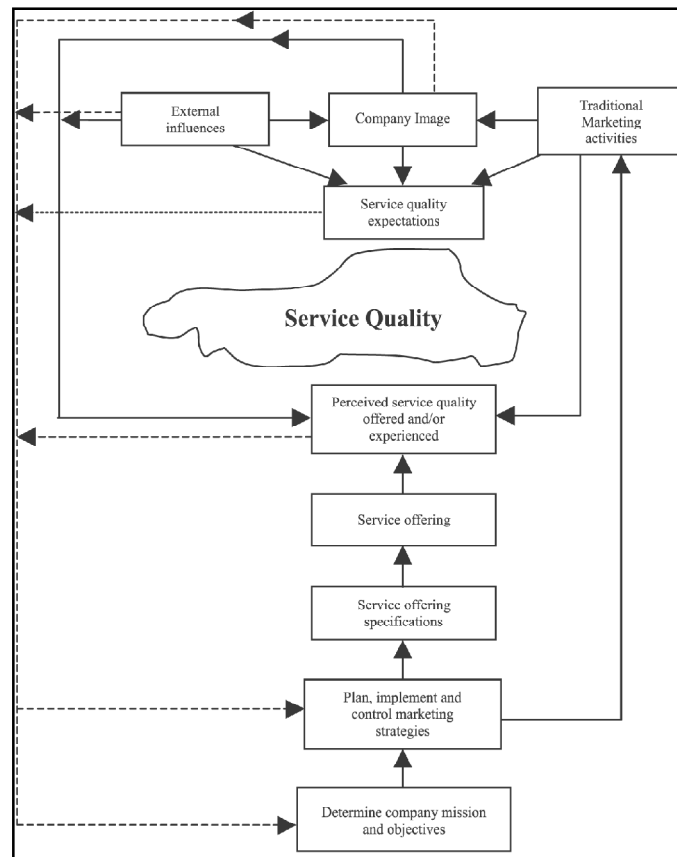 External
influences
Company Image
Traditional
Marketing
activities
Service quality
expectations
Service Quality
Perceived service quality
offered and/or
experienced
Service offering
Service offering
specifications
Plan, implement and
control marketing
strategies
Determine company mission
and objectives